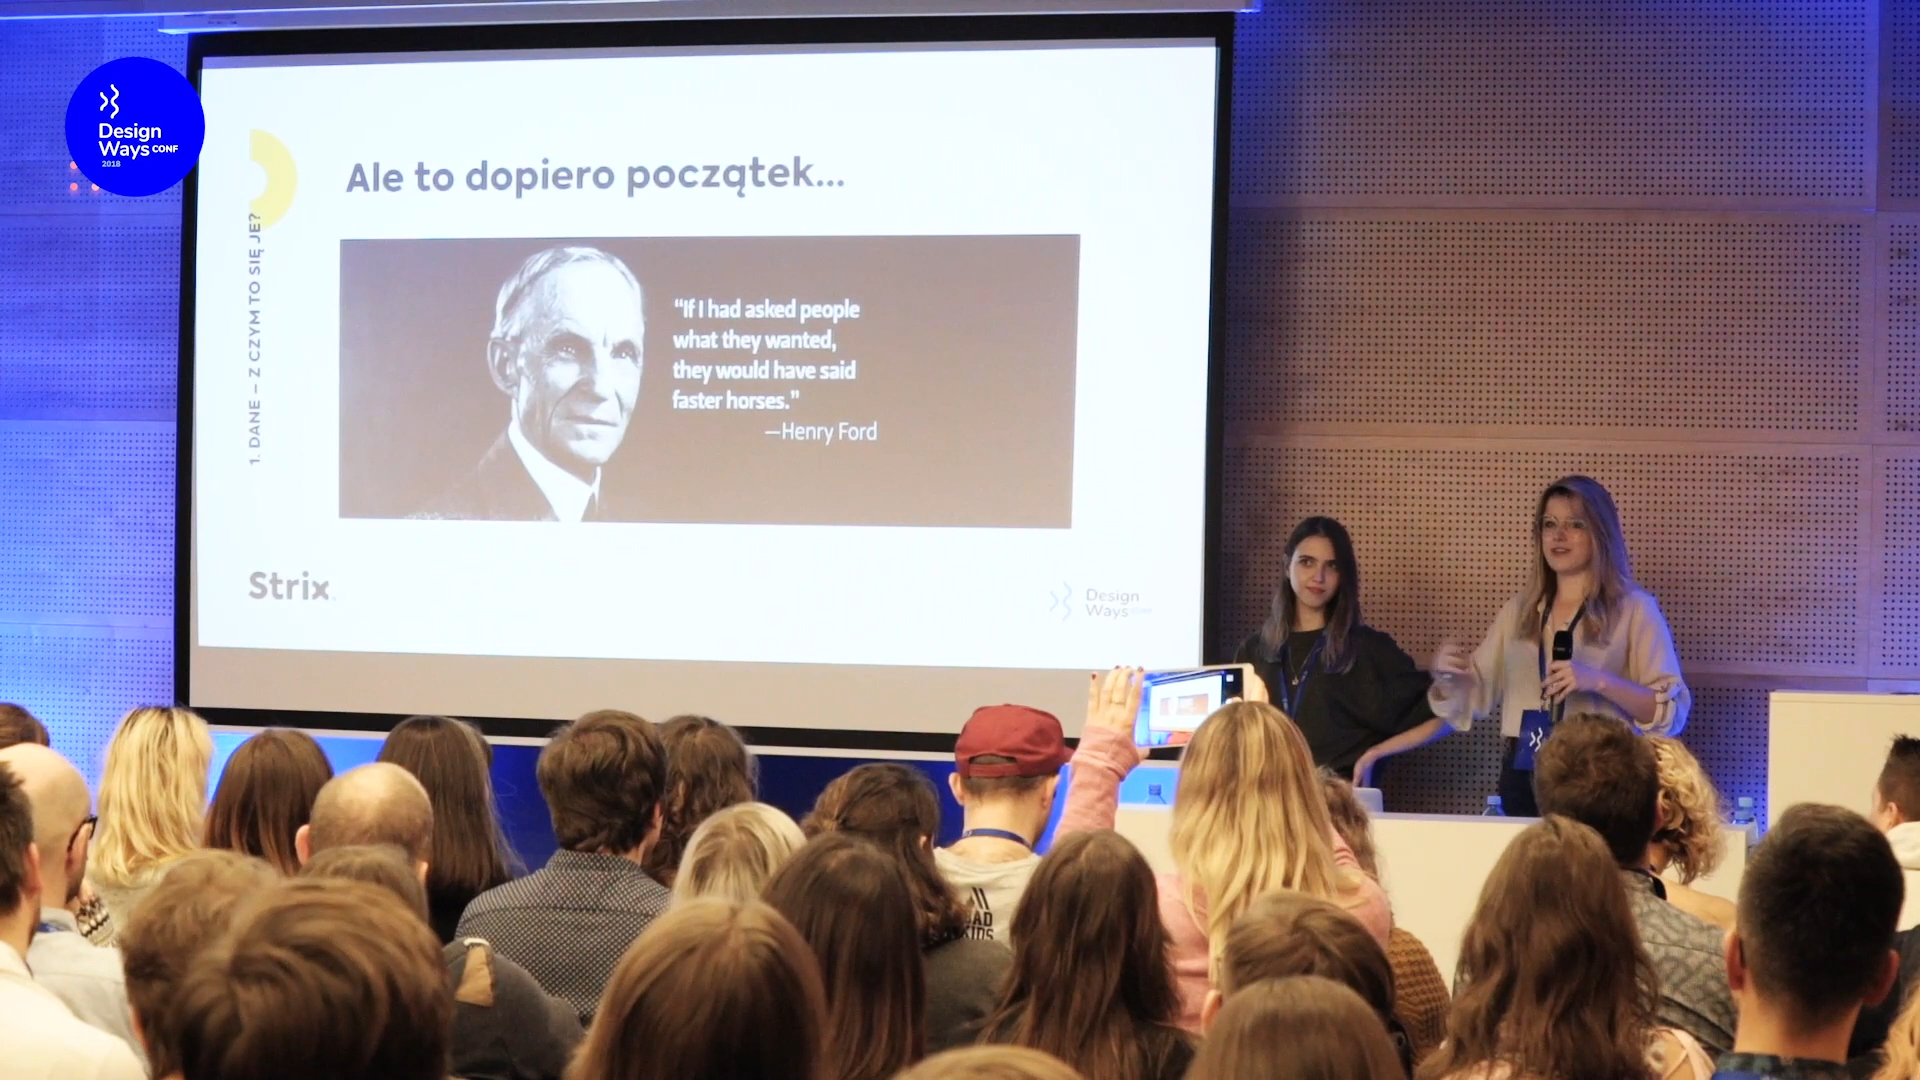 Design
Ways CONF
2018
Ale to dopiero początek...
1. DANE – Z CZYM TO SIĘ JE?
“If I had asked people
what they wanted,
they would have said
faster horses.”
—Henry Ford
Strix
Design
Ways
KIDS